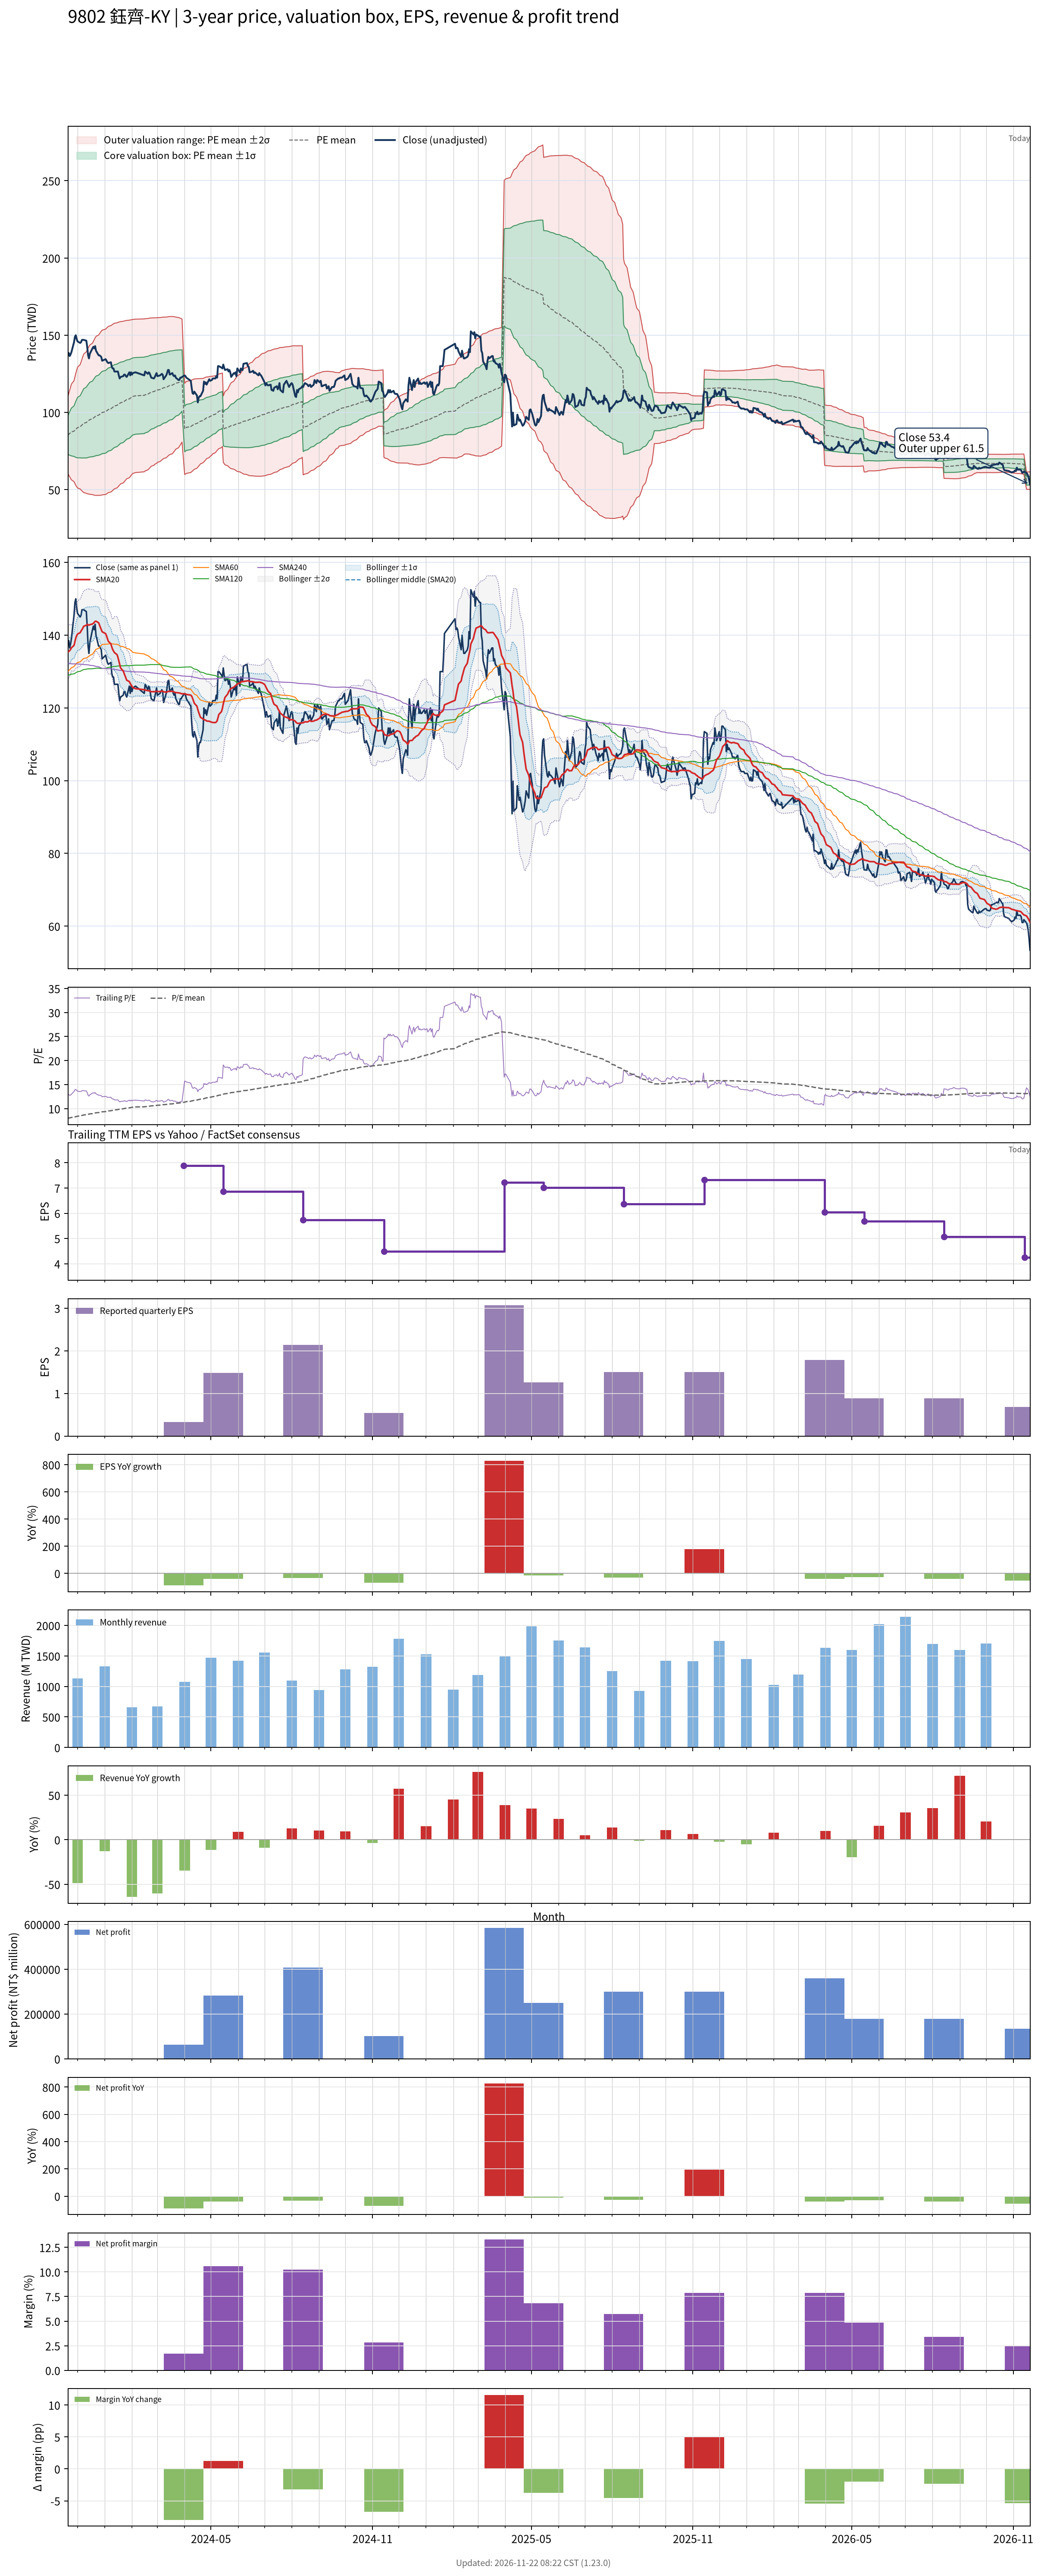 9802 鈺齊-KY | 3-year price, valuation box, EPS, revenue & profit trend
Outer valuation range: PE mean ±2σ
PE mean
Close (unadjusted)
Core valuation box: PE mean ±1σ
Today
250
200
150
100
50
Price (TWD)
Close 53.4
Outer upper 61.5
Close (same as panel 1)
SMA60
SMA240
Bollinger ±1σ
SMA20
SMA120
Bollinger ±2σ
Bollinger middle (SMA20)
160
140
120
100
80
60
Price
Trailing P/E
P/E mean
35
30
25
20
15
10
P/E
Trailing TTM EPS vs Yahoo / FactSet consensus
Today
8
7
6
5
4
EPS
Reported quarterly EPS
3
2
1
0
EPS
EPS YoY growth
800
600
400
200
0
YoY (%)
Monthly revenue
2000
1500
1000
500
0
Revenue (M TWD)
Revenue YoY growth
50
0
-50
YoY (%)
Month
Net profit
600000
400000
200000
0
Net profit (NT$ million)
Net profit YoY
800
600
400
200
0
YoY (%)
Net profit margin
12.5
10.0
7.5
5.0
2.5
0.0
Margin (%)
Margin YoY change
10
5
0
-5
Δ margin (pp)
2024-05
2024-11
2025-05
2025-11
2026-05
2026-11
Updated: 2026-11-22 08:22 CST (1.23.0)